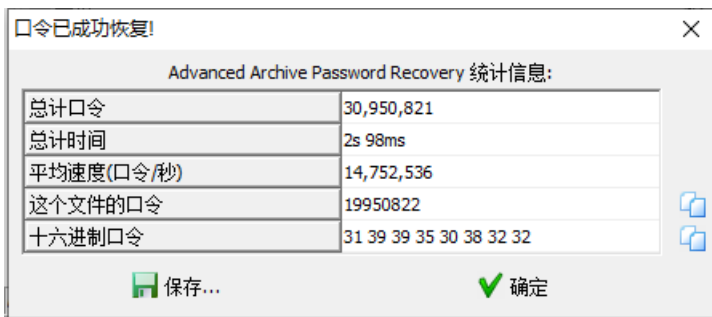 口令已成功恢复!
Advanced Archive Password Recovery 统计信息:
总计口令 30,950,821
总计时间 2s 98ms
平均速度(口令/秒) 14,752,536
这个文件的口令 19950822
十六进制口令 31 39 39 35 30 38 32 32
保存... 确定